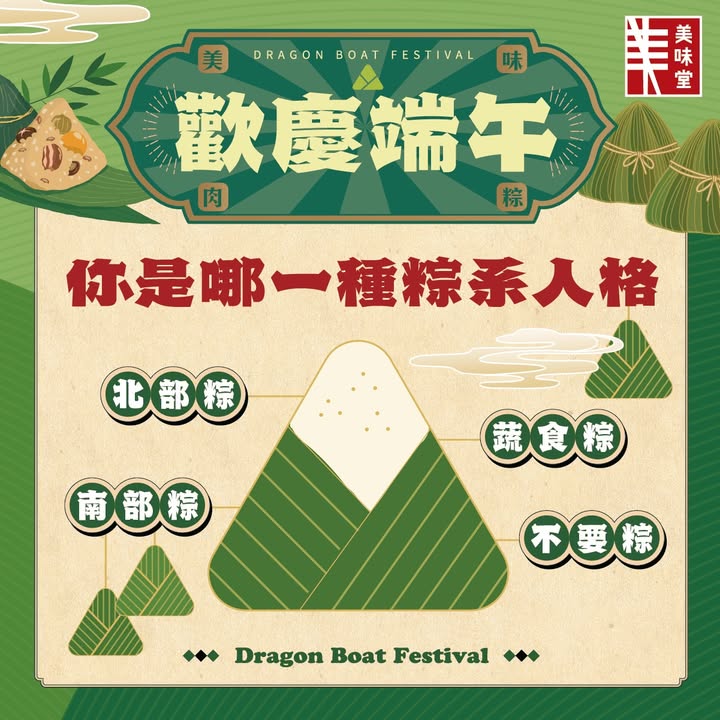 DRAGON BOAT FESTIVAL
美味
歡慶端午
肉粽
美味堂
你是哪一種粽系人格
北部粽
蔬食粽
南部粽
不要粽
Dragon Boat Festival